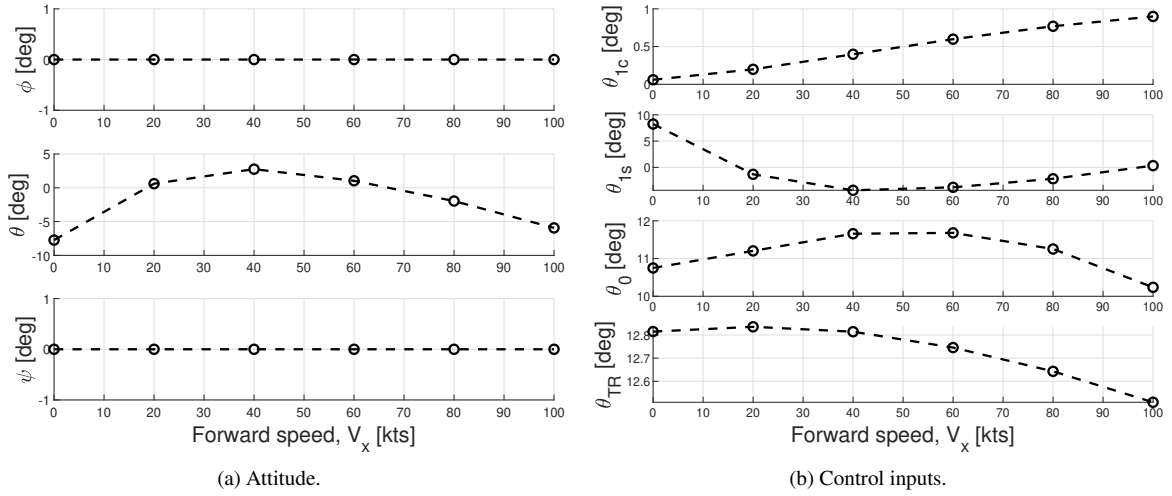 1
0
-1
ϕ [deg]
0 10 20 30 40 50 60 70 80 90 100
5
0
-5
-10
θ [deg]
0 10 20 30 40 50 60 70 80 90 100
1
0
-1
ψ [deg]
0 10 20 30 40 50 60 70 80 90 100
Forward speed, V_x [kts]
(a) Attitude.
1
0.5
0
θ_1c [deg]
0 10 20 30 40 50 60 70 80 90 100
5
0
θ_1s [deg]
0 10 20 30 40 50 60 70 80 90 100
12
11
10
θ_0 [deg]
0 10 20 30 40 50 60 70 80 90 100
12.8
12.7
12.6
θ_TR [deg]
0 10 20 30 40 50 60 70 80 90 100
Forward speed, V_x [kts]
(b) Control inputs.